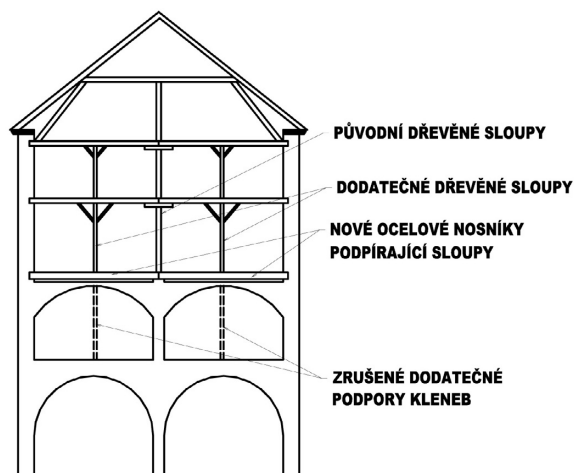 PŮVODNÍ DŘEVĚNÉ SLOUPY
DODATEČNÉ DŘEVĚNÉ SLOUPY
NOVÉ OCELOVÉ NOSNÍKY
PODPÍRAJÍCÍ SLOUPY
ZRUŠENÉ DODATEČNÉ
PODPORY KLENEB